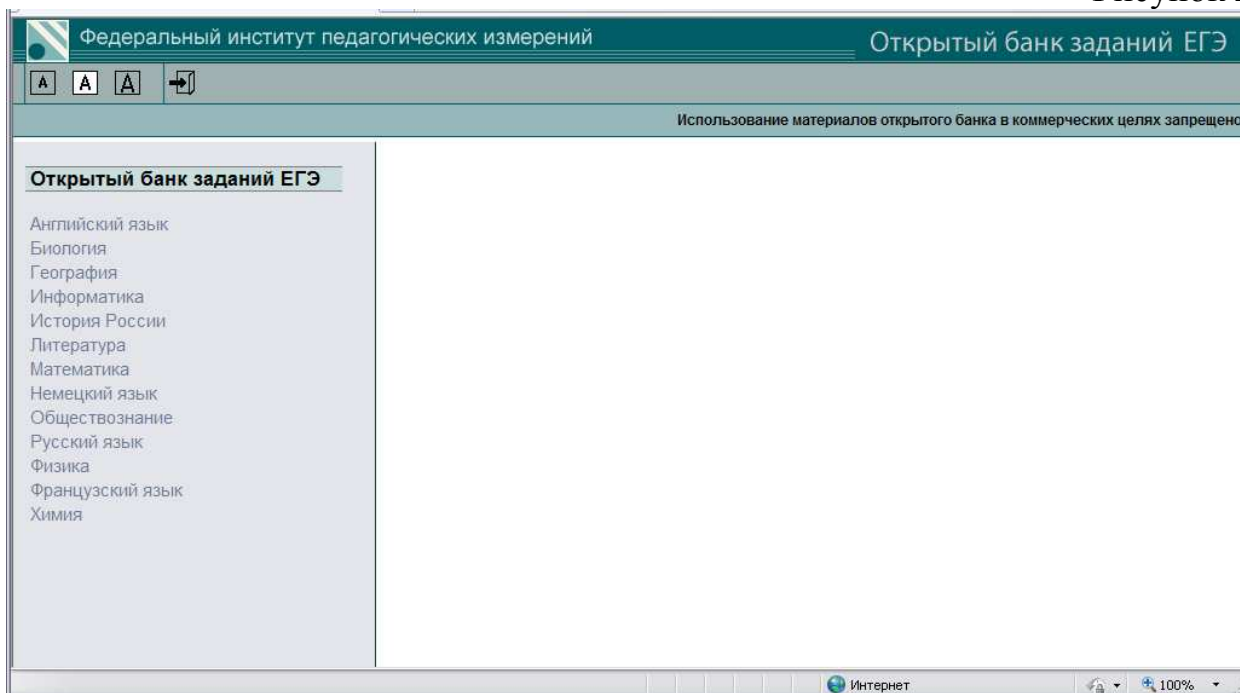 Федеральный институт педагогических измерений
Открытый банк заданий ЕГЭ
A A A
Использование материалов открытого банка в коммерческих целях запрещено
Открытый банк заданий ЕГЭ
Английский язык
Биология
География
Информатика
История России
Литература
Математика
Немецкий язык
Обществознание
Русский язык
Физика
Французский язык
Химия
Интернет
100%